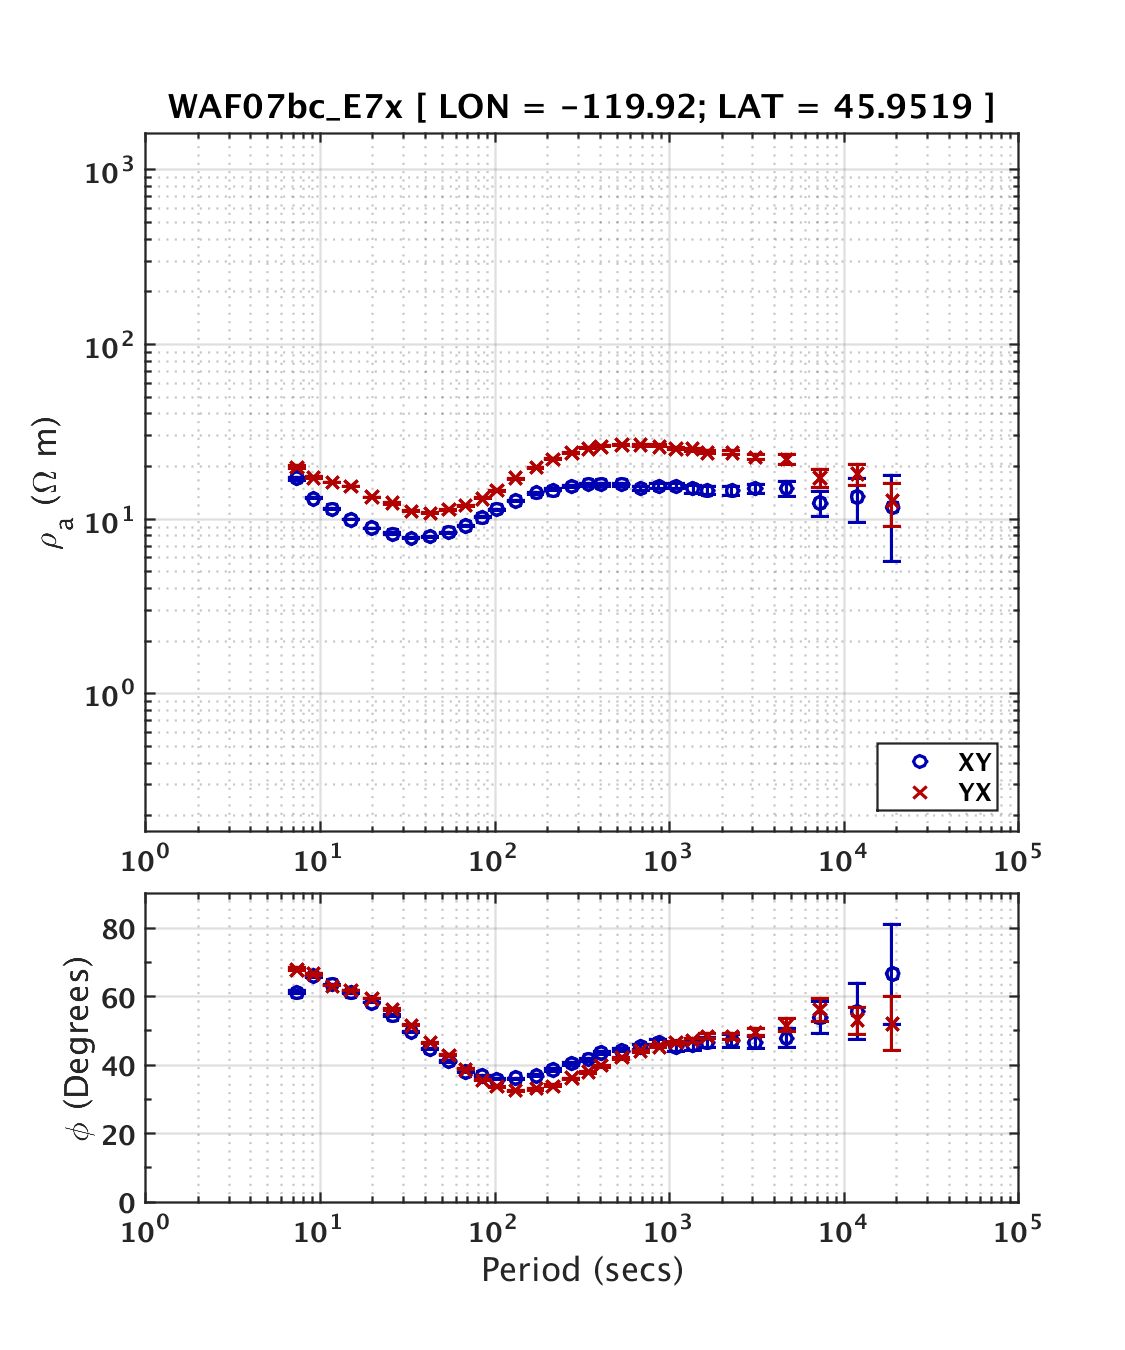 WAF07bc_E7x [ LON = -119.92; LAT = 45.9519 ]
10³
10²
10¹
10⁰
ρ a (Ω m)
XY
YX
10⁰ 10¹ 10² 10³ 10⁴ 10⁵
80
60
40
20
0
ϕ (Degrees)
10⁰ 10¹ 10² 10³ 10⁴ 10⁵
Period (secs)